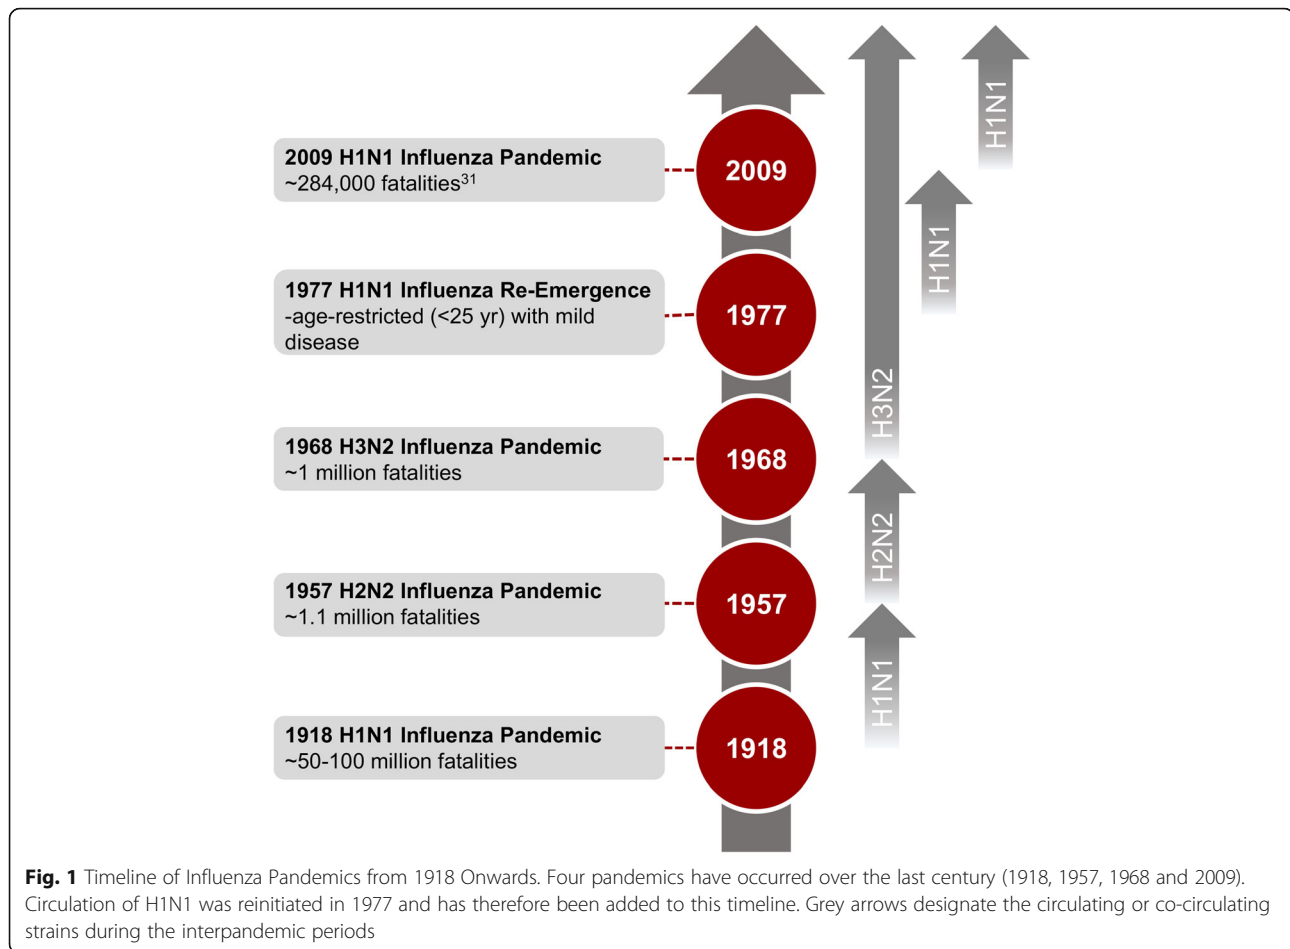 2009 H1N1 Influenza Pandemic
~284,000 fatalities31
2009
H1N1
1977 H1N1 Influenza Re-Emergence
-age-restricted (<25 yr) with mild
disease
1977
H1N1
1968 H3N2 Influenza Pandemic
~1 million fatalities
1968
H3N2
1957 H2N2 Influenza Pandemic
~1.1 million fatalities
1957
H2N2
1918 H1N1 Influenza Pandemic
~50-100 million fatalities
1918
H1N1
Fig. 1 Timeline of Influenza Pandemics from 1918 Onwards. Four pandemics have occurred over the last century (1918, 1957, 1968 and 2009).
Circulation of H1N1 was reinitiated in 1977 and has therefore been added to this timeline. Grey arrows designate the circulating or co-circulating
strains during the interpandemic periods